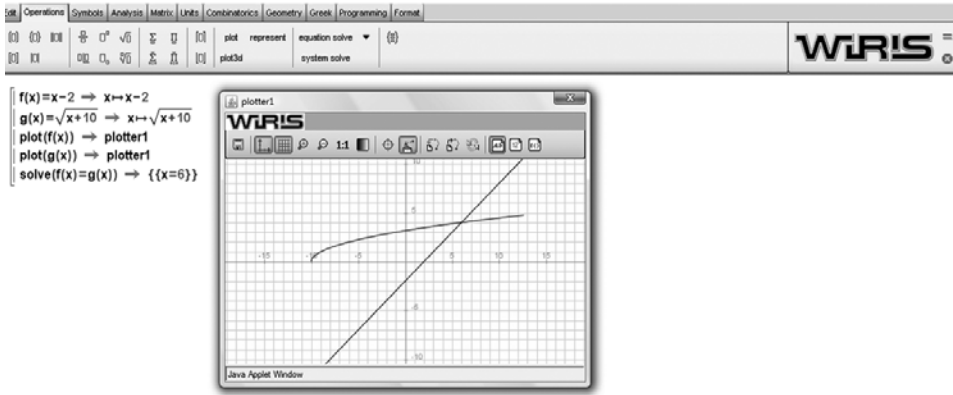 Edit Operations Symbols Analysis Matrix Units Combinatorics Geometry Greek Programming Format
plot represent equation solve
plot3d system solve
WIRIS
f(x)=x-2 → x↦x-2
g(x)=√x+10 → x↦√x+10
plot(f(x)) → plotter1
plot(g(x)) → plotter1
solve(f(x)=g(x)) → {{x=6}}
plotter1
WIRIS
1:1
10
5
-15 -10 -5 5 10 15
-5
-10
Java Applet Window